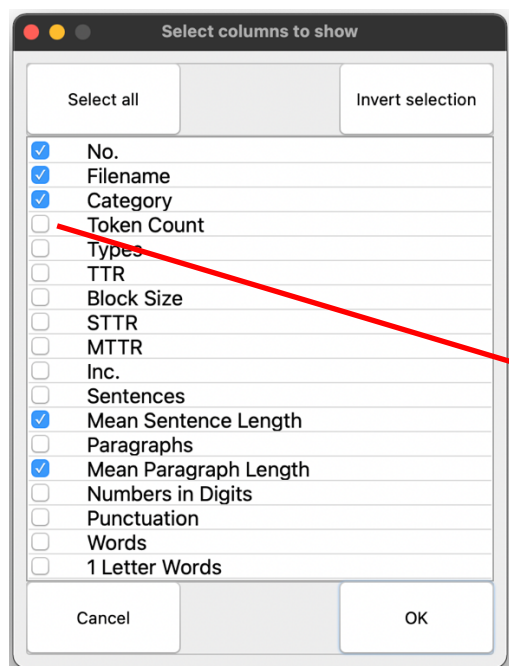 Select columns to show
Select all
Invert selection
No.
Filename
Category
Token Count
Types
TTR
Block Size
STTR
MTTR
Inc.
Sentences
Mean Sentence Length
Paragraphs
Mean Paragraph Length
Numbers in Digits
Punctuation
Words
1 Letter Words
Cancel
OK